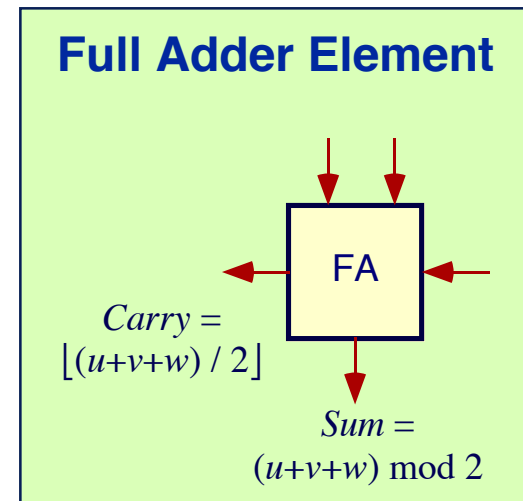 Full Adder Element
FA
Carry =
⌊(u+v+w) / 2⌋
Sum =
(u+v+w) mod 2